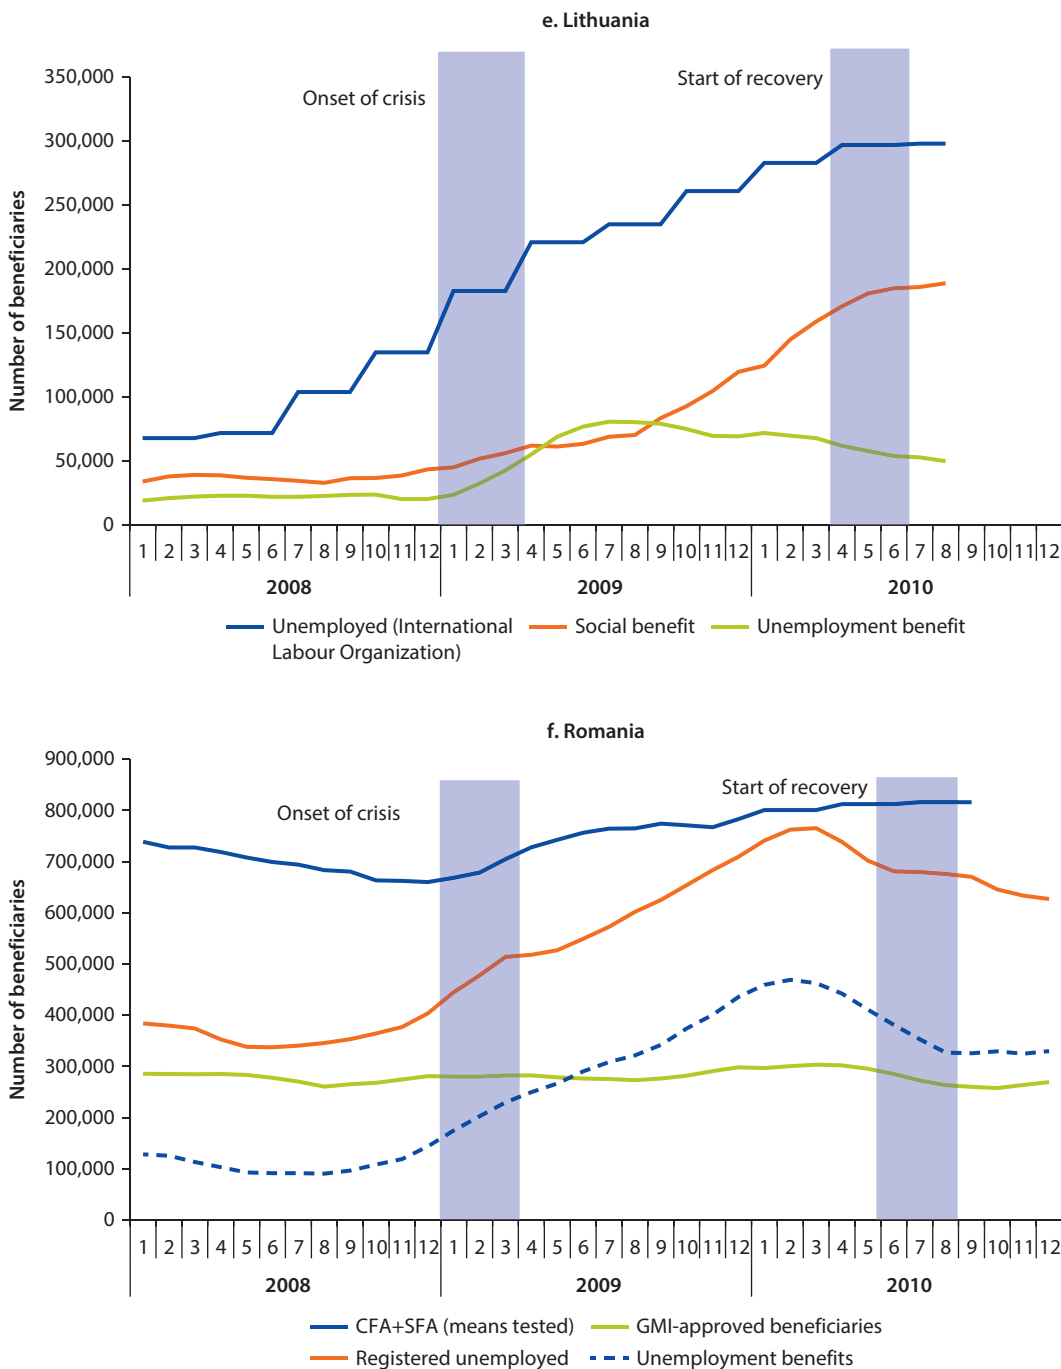 e. Lithuania
350,000
300,000
250,000
200,000
150,000
100,000
50,000
0
Number of beneficiaries
Onset of crisis
Start of recovery
1 2 3 4 5 6 7 8 9 10 11 12 1 2 3 4 5 6 7 8 9 10 11 12 1 2 3 4 5 6 7 8 9 10 11 12
2008 2009 2010
Unemployed (International Labour Organization)
Social benefit
Unemployment benefit
f. Romania
900,000
800,000
700,000
600,000
500,000
400,000
300,000
200,000
100,000
0
Number of beneficiaries
Onset of crisis
Start of recovery
1 2 3 4 5 6 7 8 9 10 11 12 1 2 3 4 5 6 7 8 9 10 11 12 1 2 3 4 5 6 7 8 9 10 11 12
2008 2009 2010
CFA+SFA (means tested)
GMI-approved beneficiaries
Registered unemployed
Unemployment benefits